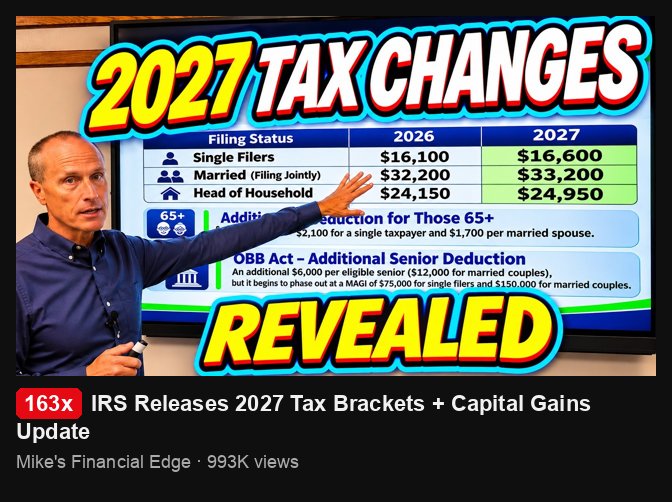 2027 TAX CHANGES
Filing Status 2026 2027
Single Filers $16,100 $16,600
Married (Filing Jointly) $32,200 $33,200
Head of Household $24,150 $24,950
65+
Additi eduction for Those 65+
$2,100 for a single taxpayer and $1,700 per married spouse.
OBB Act – Additional Senior Deduction
An additional $6,000 per eligible senior ($12,000 for married couples),
but it begins to phase out at a MAGI of $75,000 for single filers and $150.000 for married couples.
REVEALED
163x IRS Releases 2027 Tax Brackets + Capital Gains
Update
Mike's Financial Edge · 993K views